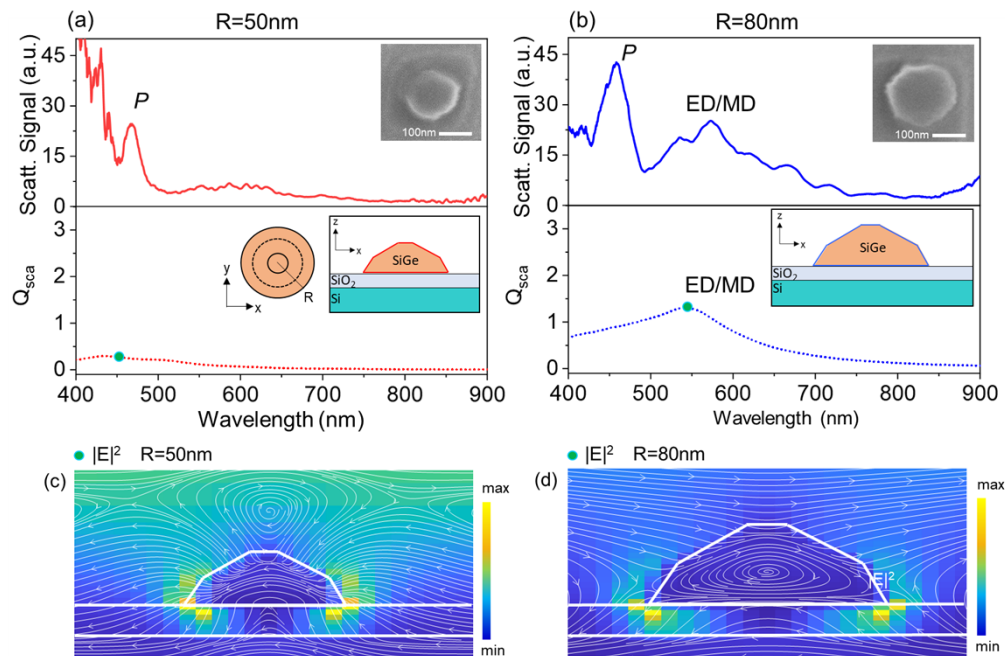 (a) R=50nm
Scatt. Signal (a.u.)
45
30
15
0
P
100nm
3
2
1
0
Q_sca
y
x
R
z
x
SiGe
SiO₂
Si
400 500 600 700 800 900
Wavelength (nm)
(b) R=80nm
Scatt. Signal (a.u.)
45
30
15
0
P
ED/MD
100nm
3
2
1
0
Q_sca
ED/MD
z
x
SiGe
SiO₂
Si
400 500 600 700 800 900
Wavelength (nm)
|E|² R=50nm
(c)
max
min
|E|² R=80nm
(d)
|E|²
max
min